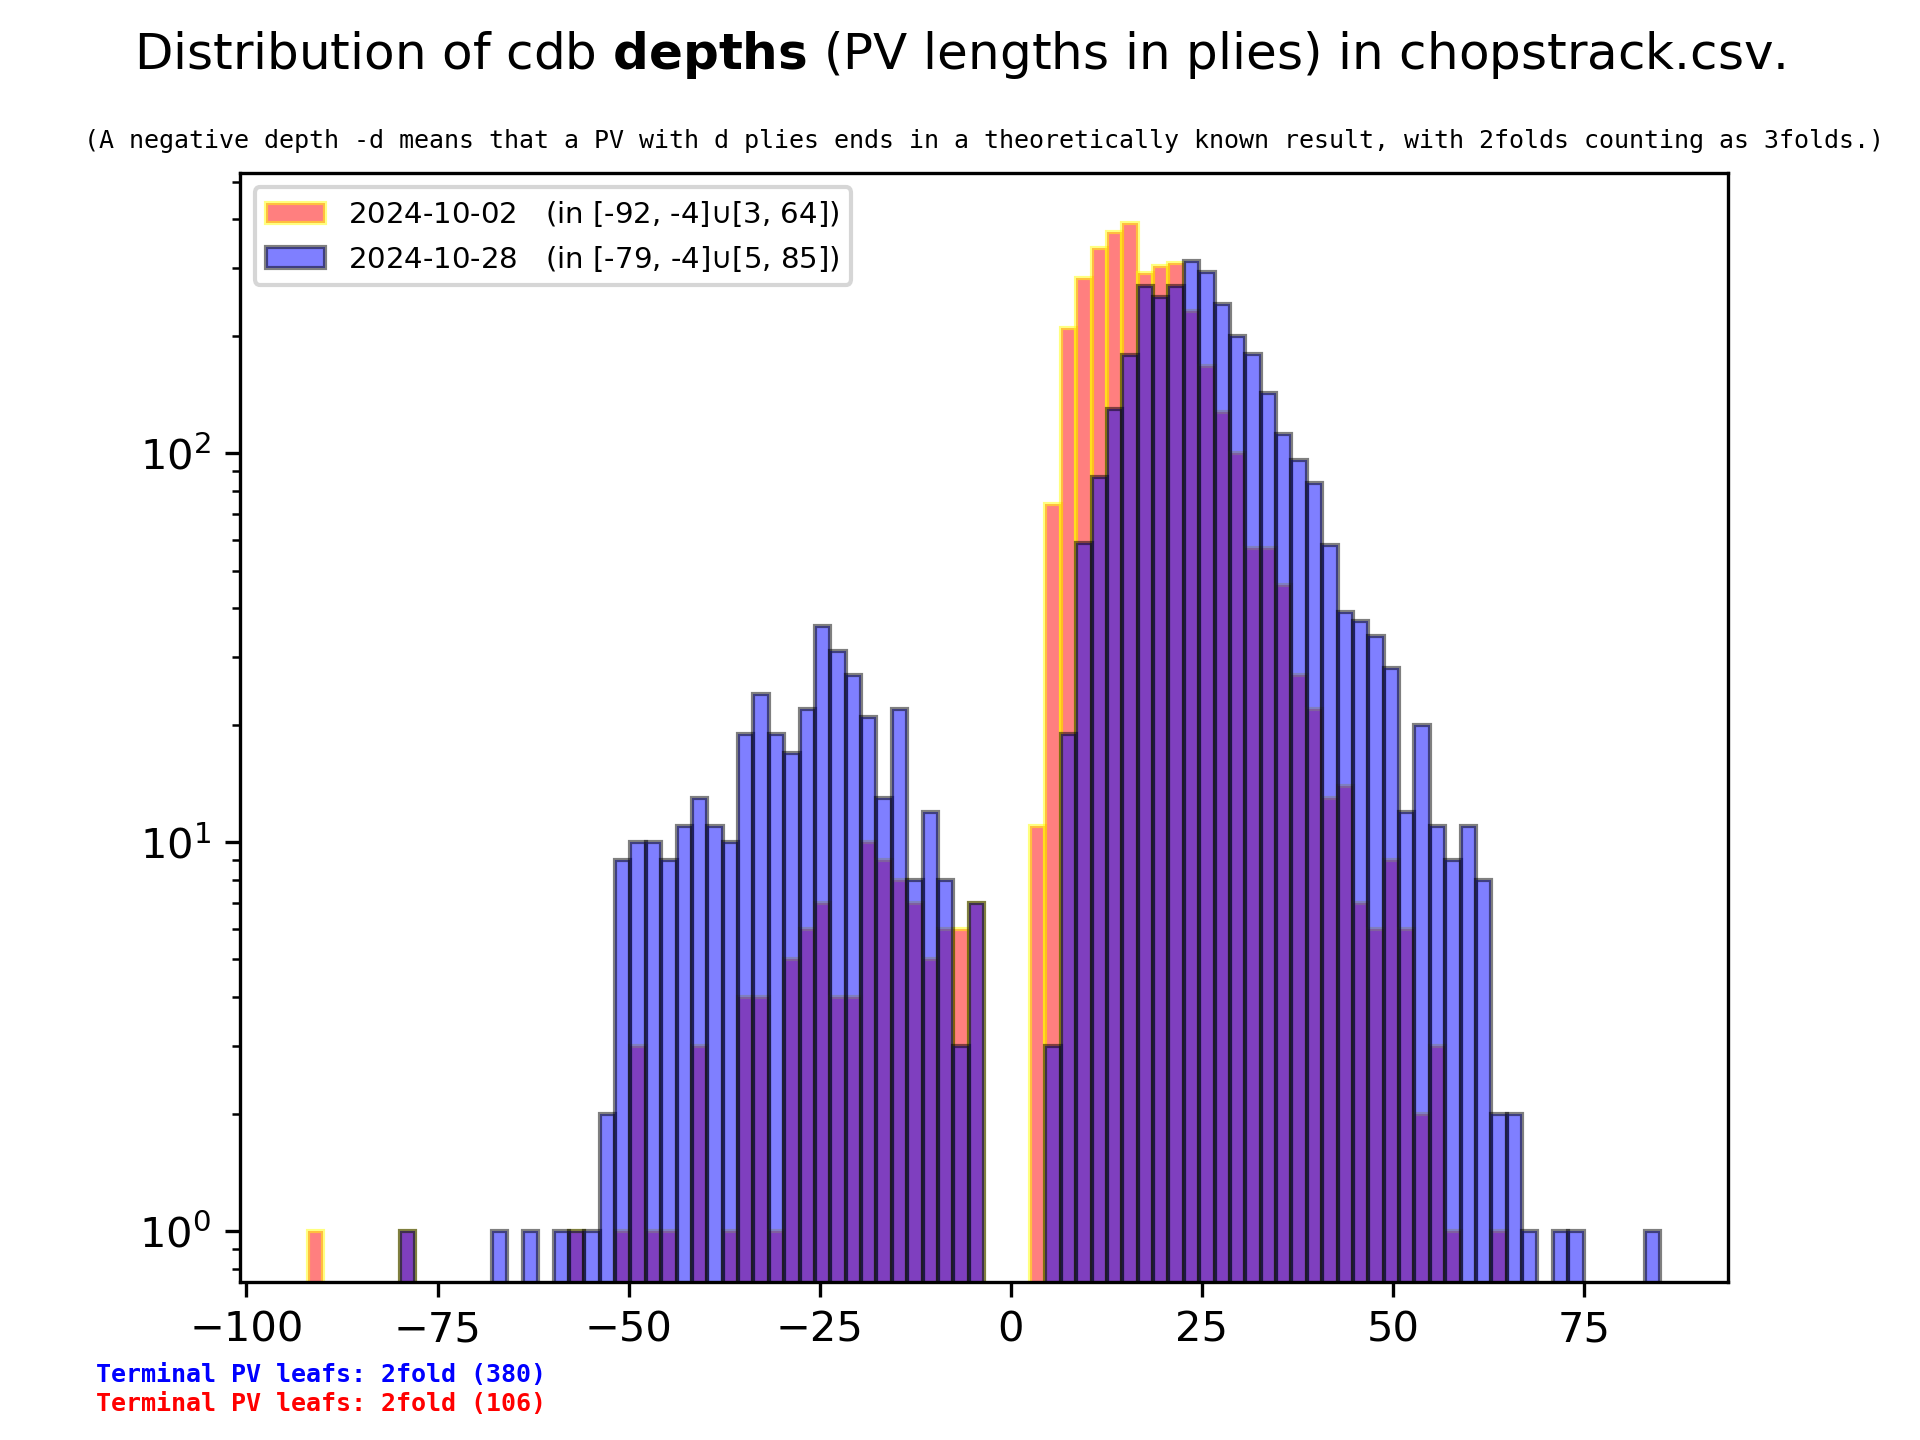 Distribution of cdb depths (PV lengths in plies) in chopstrack.csv.
(A negative depth -d means that a PV with d plies ends in a theoretically known result, with 2folds counting as 3folds.)
2024-10-02 (in [-92, -4]∪[3, 64])
2024-10-28 (in [-79, -4]∪[5, 85])
10²
10¹
10⁰
−100 −75 −50 −25 0 25 50 75
Terminal PV leafs: 2fold (380)
Terminal PV leafs: 2fold (106)